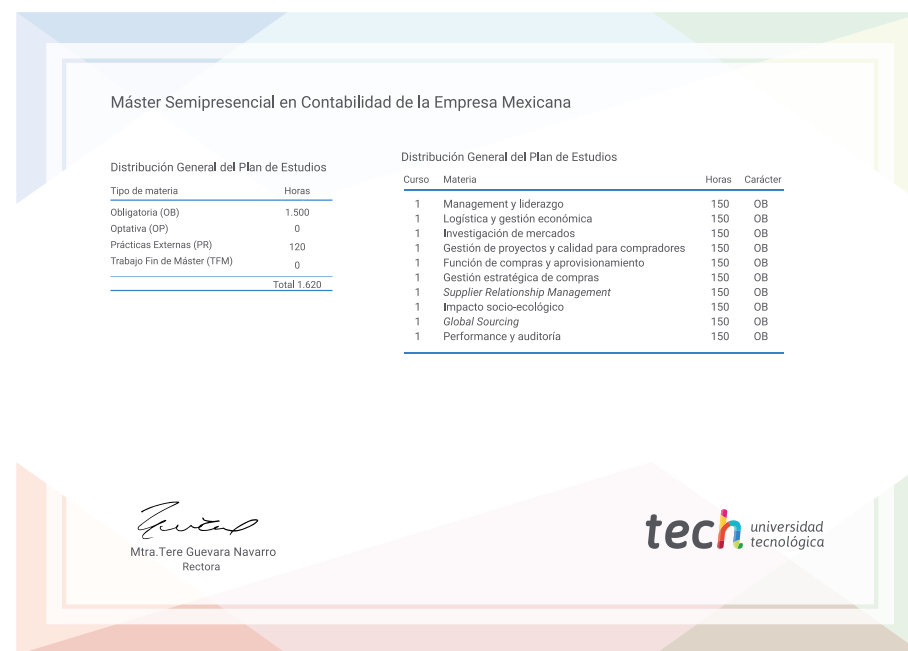 Máster Semipresencial en Contabilidad de la Empresa Mexicana
Distribución General del Plan de Estudios
Tipo de materia Horas
Obligatoria (OB) 1.500
Optativa (OP) 0
Prácticas Externas (PR) 120
Trabajo Fin de Máster (TFM) 0
Total 1.620
Distribución General del Plan de Estudios
Curso Materia Horas Carácter
1 Management y liderazgo 150 OB
1 Logística y gestión económica 150 OB
1 Investigación de mercados 150 OB
1 Gestión de proyectos y calidad para compradores 150 OB
1 Función de compras y aprovisionamiento 150 OB
1 Gestión estratégica de compras 150 OB
1 Supplier Relationship Management 150 OB
1 Impacto socio-ecológico 150 OB
1 Global Sourcing 150 OB
1 Performance y auditoría 150 OB
Mtra.Tere Guevara Navarro
Rectora
tech universidad
tecnológica